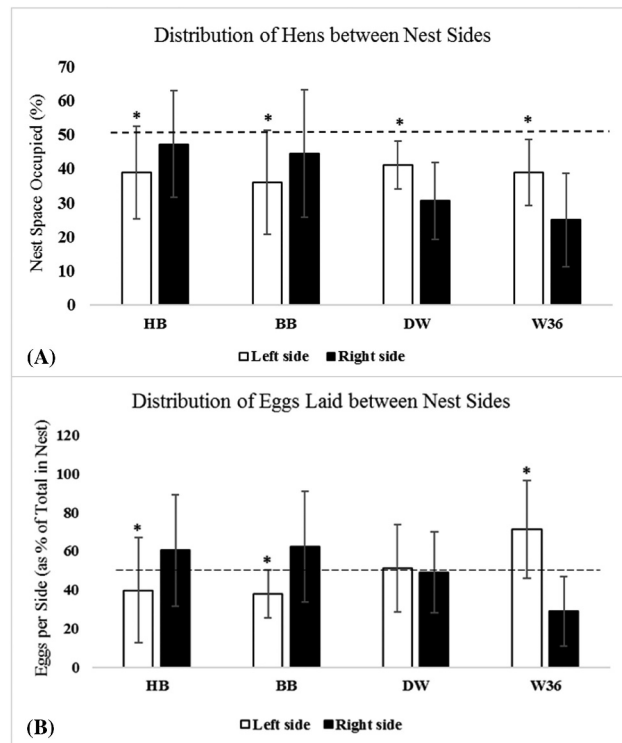 Distribution of Hens between Nest Sides
Nest Space Occupied (%)
70
60
50
40
30
20
10
0
* * * *
HB BB DW W36
Left side Right side
(A)
Distribution of Eggs Laid between Nest Sides
Eggs per Side (as % of Total in Nest)
120
100
80
60
40
20
0
* * *
HB BB DW W36
Left side Right side
(B)